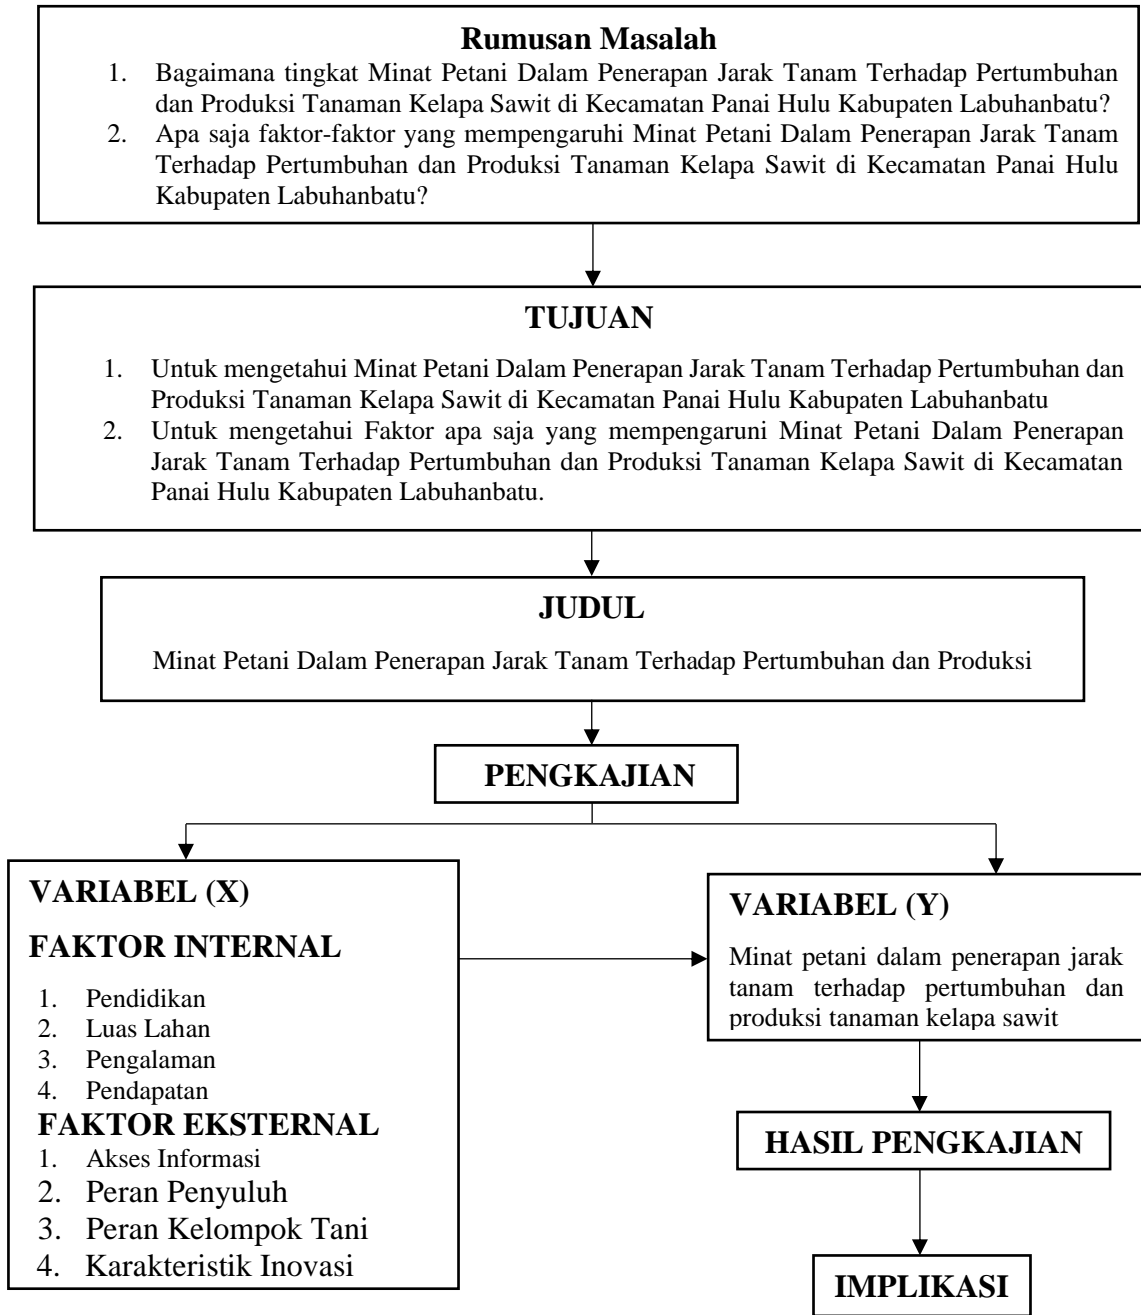 Rumusan Masalah
1. Bagaimana tingkat Minat Petani Dalam Penerapan Jarak Tanam Terhadap Pertumbuhan
dan Produksi Tanaman Kelapa Sawit di Kecamatan Panai Hulu Kabupaten Labuhanbatu?
2. Apa saja faktor-faktor yang mempengaruhi Minat Petani Dalam Penerapan Jarak Tanam
Terhadap Pertumbuhan dan Produksi Tanaman Kelapa Sawit di Kecamatan Panai Hulu
Kabupaten Labuhanbatu?
TUJUAN
1. Untuk mengetahui Minat Petani Dalam Penerapan Jarak Tanam Terhadap Pertumbuhan dan
Produksi Tanaman Kelapa Sawit di Kecamatan Panai Hulu Kabupaten Labuhanbatu
2. Untuk mengetahui Faktor apa saja yang mempengaruni Minat Petani Dalam Penerapan
Jarak Tanam Terhadap Pertumbuhan dan Produksi Tanaman Kelapa Sawit di Kecamatan
Panai Hulu Kabupaten Labuhanbatu.
JUDUL
Minat Petani Dalam Penerapan Jarak Tanam Terhadap Pertumbuhan dan Produksi
PENGKAJIAN
VARIABEL (X)
FAKTOR INTERNAL
1. Pendidikan
2. Luas Lahan
3. Pengalaman
4. Pendapatan
FAKTOR EKSTERNAL
1. Akses Informasi
2. Peran Penyuluh
3. Peran Kelompok Tani
4. Karakteristik Inovasi
VARIABEL (Y)
Minat petani dalam penerapan jarak
tanam terhadap pertumbuhan dan
produksi tanaman kelapa sawit
HASIL PENGKAJIAN
IMPLIKASI